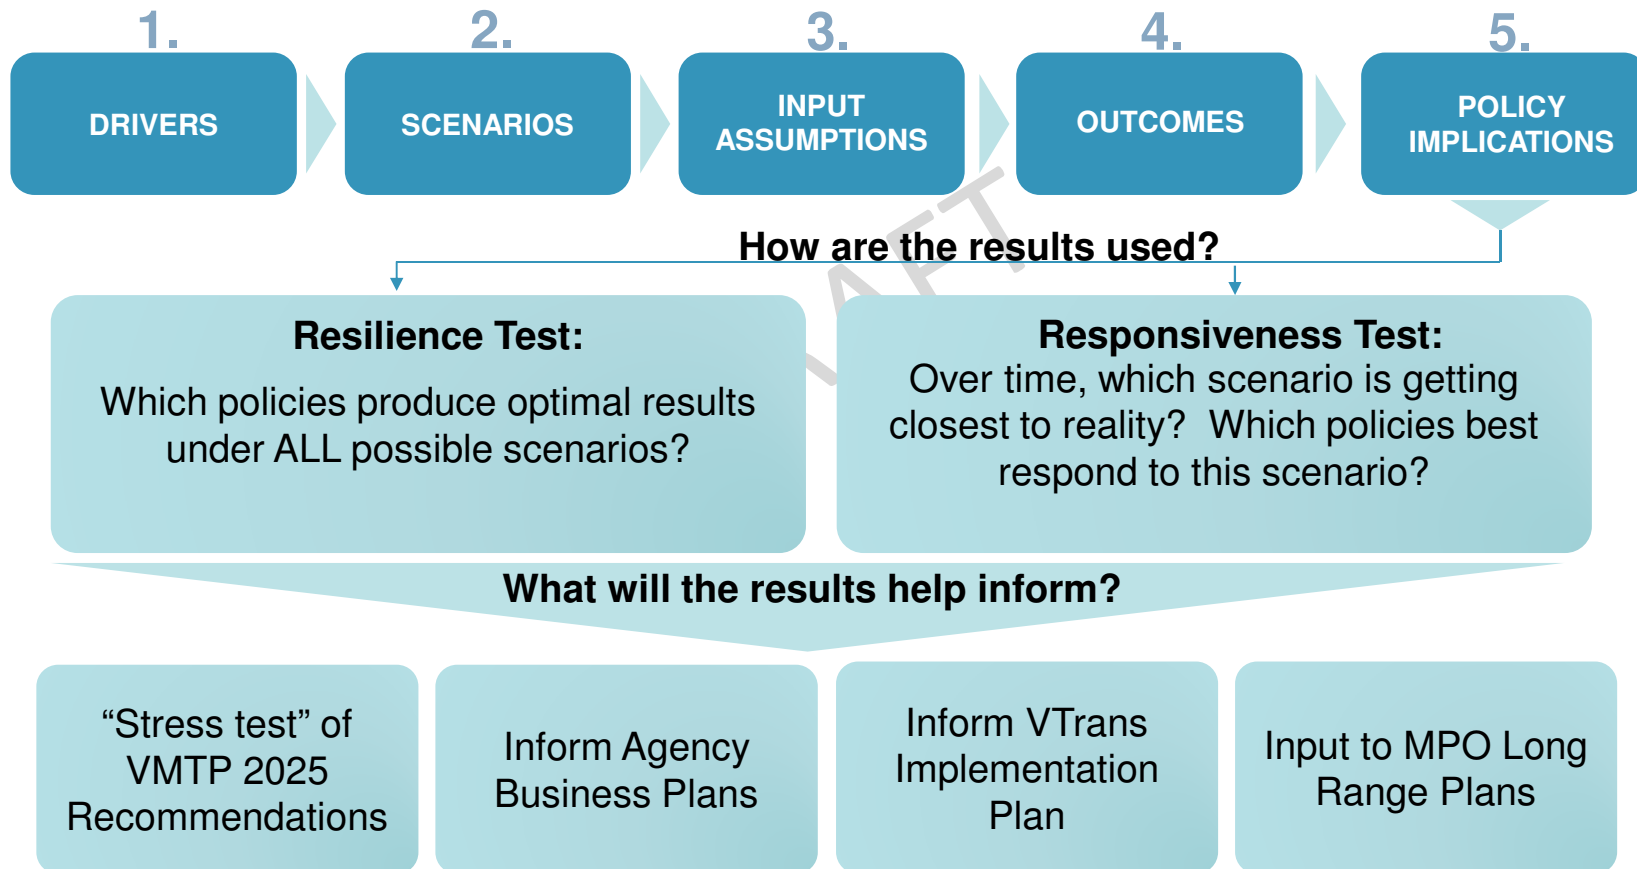 1.
2.
3.
4.
5.
DRIVERS
SCENARIOS
INPUT
ASSUMPTIONS
OUTCOMES
POLICY
IMPLICATIONS
How are the results used?
Resilience Test:
Which policies produce optimal results
under ALL possible scenarios?
Responsiveness Test:
Over time, which scenario is getting
closest to reality?  Which policies best
respond to this scenario?
What will the results help inform?
“Stress test” of
VMTP 2025
Recommendations
Inform Agency
Business Plans
Inform VTrans
Implementation
Plan
Input to MPO Long
Range Plans